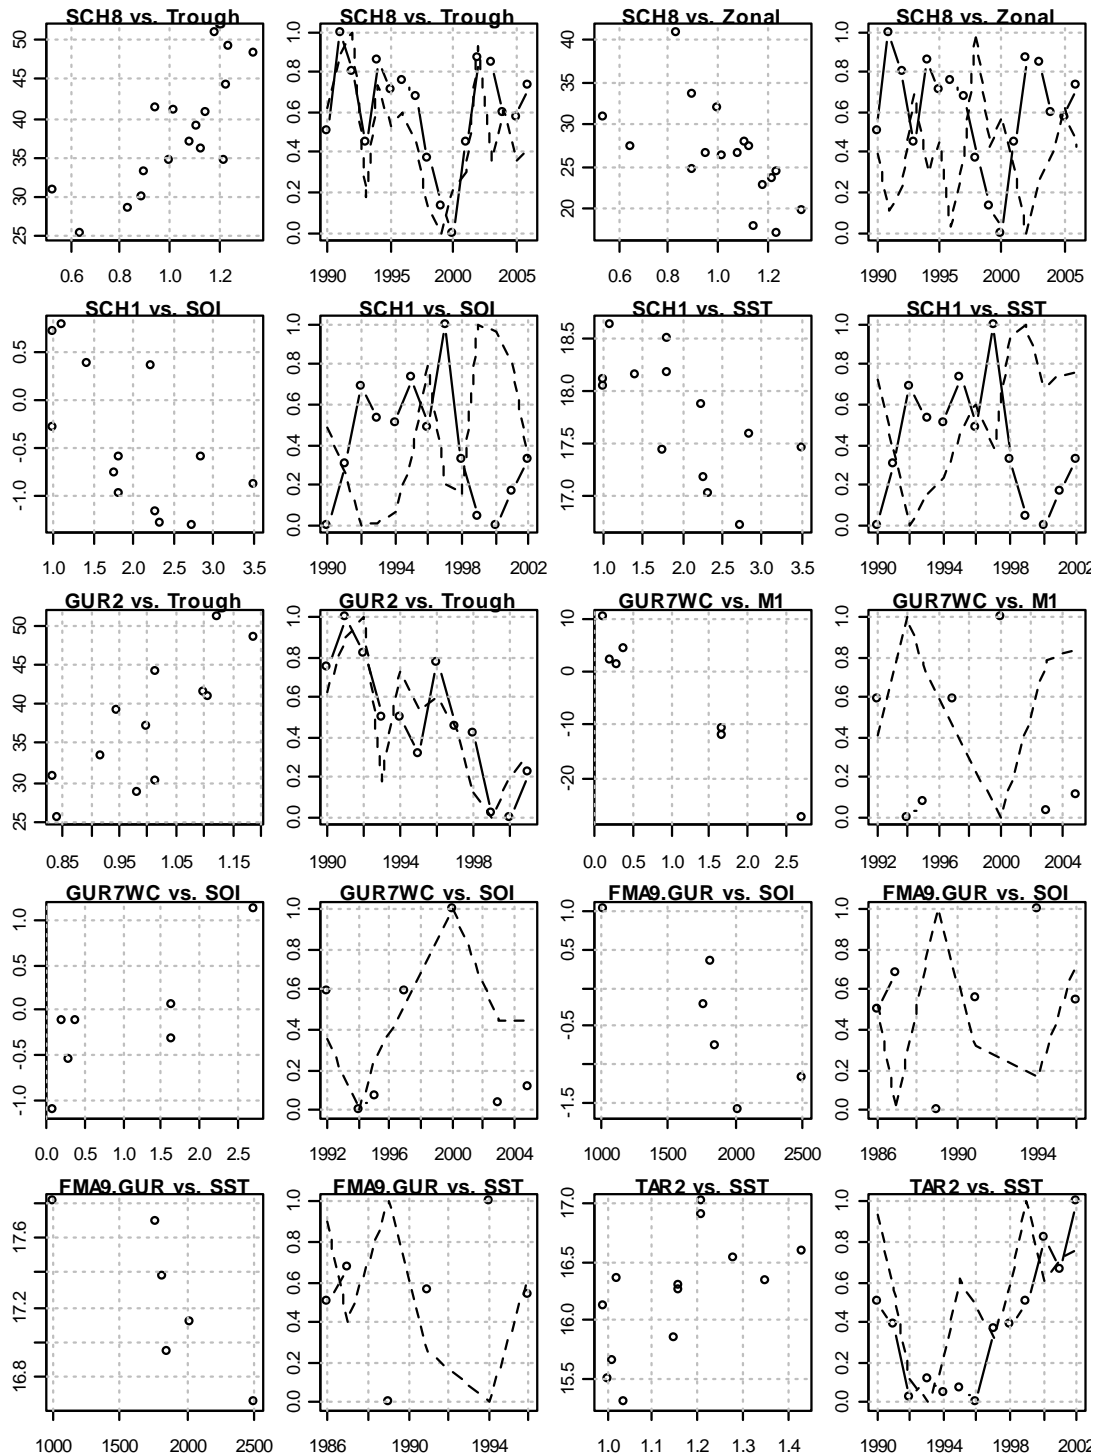 SCH8 vs. Trough
SCH8 vs. Trough
SCH8 vs. Zonal
SCH8 vs. Zonal
25 30 35 40 45 50
0.6 0.8 1.0 1.2
0.0 0.2 0.4 0.6 0.8 1.0
1990 1995 2000 2005
20 25 30 35 40
0.6 0.8 1.0 1.2
0.0 0.2 0.4 0.6 0.8 1.0
1990 1995 2000 2005
SCH1 vs. SOI
SCH1 vs. SOI
SCH1 vs. SST
SCH1 vs. SST
-1.0 0.0 0.5
1.0 1.5 2.0 2.5 3.0 3.5
0.0 0.2 0.4 0.6 0.8 1.0
1990 1994 1998 2002
17.0 17.5 18.0 18.5
1.0 1.5 2.0 2.5 3.0 3.5
0.0 0.2 0.4 0.6 0.8 1.0
1990 1994 1998 2002
GUR2 vs. Trough
GUR2 vs. Trough
GUR7WC vs. M1
GUR7WC vs. M1
25 30 35 40 45 50
0.85 0.95 1.05 1.15
0.0 0.2 0.4 0.6 0.8 1.0
1990 1994 1998
-20 -10 0 10
0.0 0.5 1.0 1.5 2.0 2.5
0.0 0.2 0.4 0.6 0.8 1.0
1992 1996 2000 2004
GUR7WC vs. SOI
GUR7WC vs. SOI
FMA9.GUR vs. SOI
FMA9.GUR vs. SOI
-1.0 -0.5 0.0 0.5 1.0
0.0 0.5 1.0 1.5 2.0 2.5
0.0 0.2 0.4 0.6 0.8 1.0
1992 1996 2000 2004
-1.5 -0.5 0.5 1.0
1000 1500 2000 2500
0.0 0.2 0.4 0.6 0.8 1.0
1986 1990 1994
FMA9.GUR vs. SST
FMA9.GUR vs. SST
TAR2 vs. SST
TAR2 vs. SST
16.8 17.2 17.6
1000 1500 2000 2500
0.0 0.2 0.4 0.6 0.8 1.0
1986 1990 1994
15.5 16.0 16.5 17.0
1.0 1.1 1.2 1.3 1.4
0.0 0.2 0.4 0.6 0.8 1.0
1990 1994 1998 2002